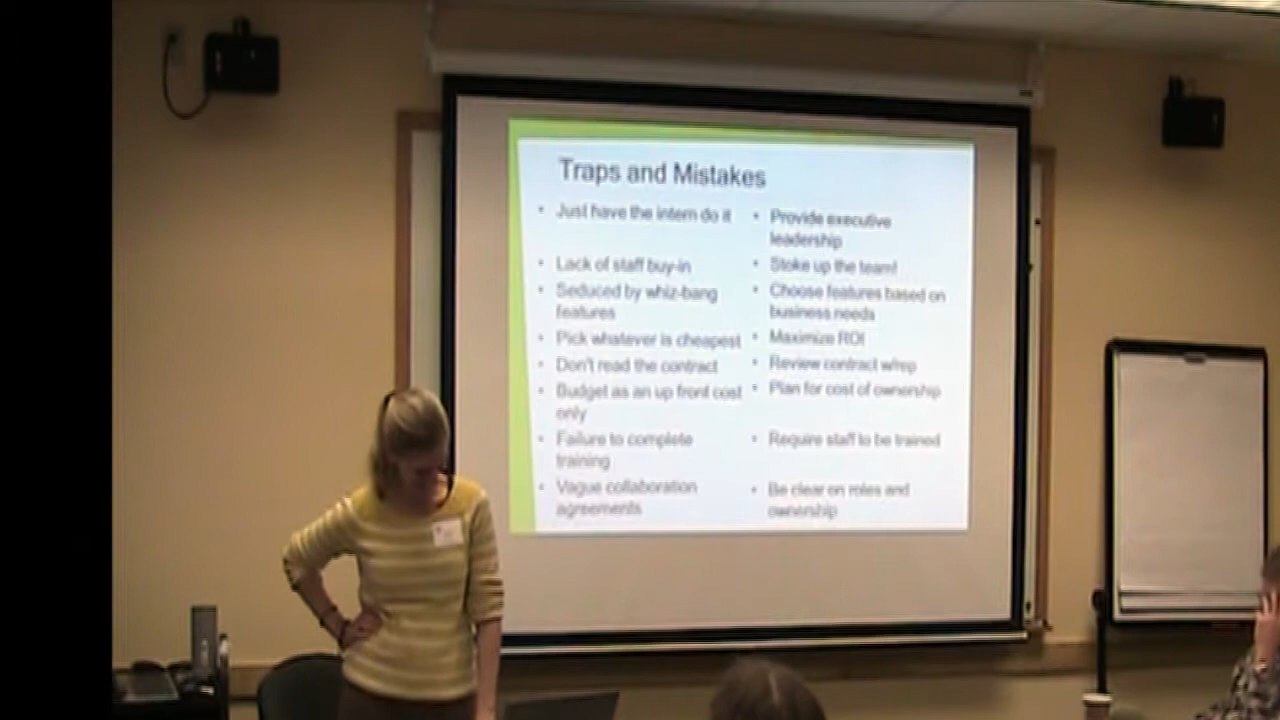 Traps and Mistakes
• Just have the intern do it
• Lack of staff buy-in
• Seduced by whiz-bang
features
• Pick whatever is cheapest
• Don't read the contract
• Budget as an up front cost
only
• Failure to complete
training
• Vague collaboration
agreements
• Provide executive
leadership
• Stoke up the team!
• Choose features based on
business needs
• Maximize ROI
• Review contract w/rep
• Plan for cost of ownership
• Require staff to be trained
• Be clear on roles and
ownership